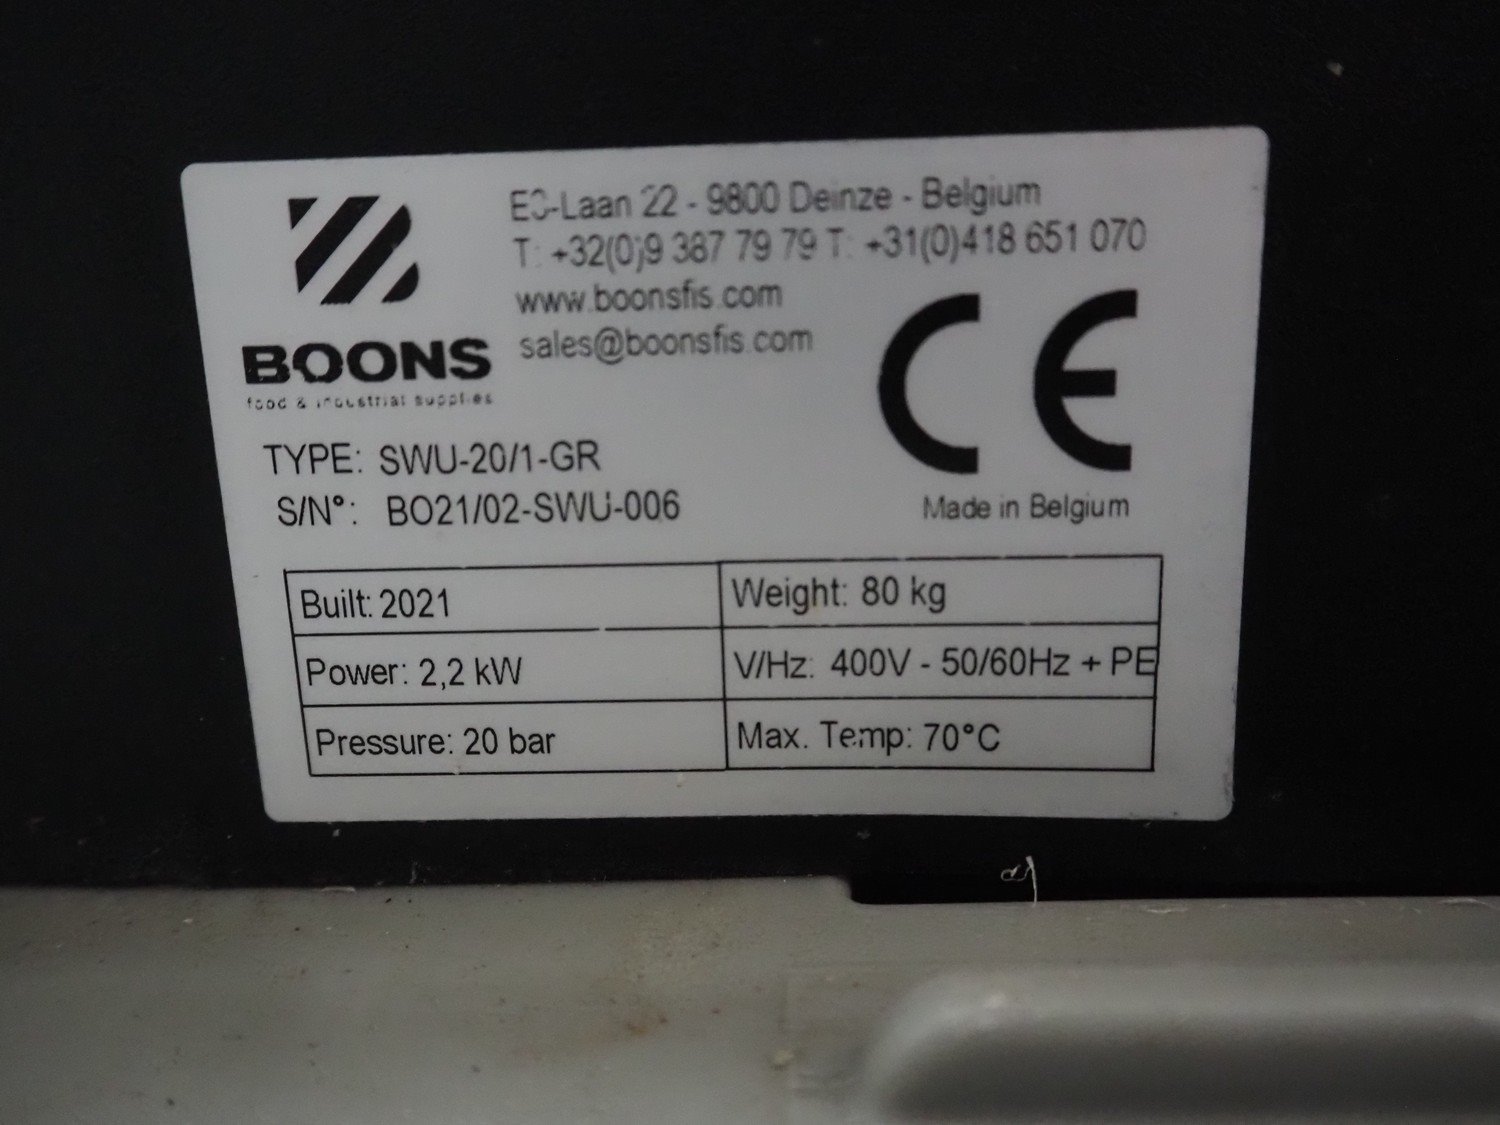 E3-Laan 22 - 9800 Deinze - Belgium
T: +32(0)9 387 79 79 T: +31(0)418 651 070
www.boonsfis.com
sales@boonsfis.com
BOONS
food & industrial supplies
CE
TYPE: SWU-20/1-GR
S/N°: BO21/02-SWU-006
Made in Belgium
Built: 2021
Weight: 80 kg
Power: 2,2 kW
V/Hz: 400V - 50/60Hz + PE
Pressure: 20 bar
Max. Temp: 70°C